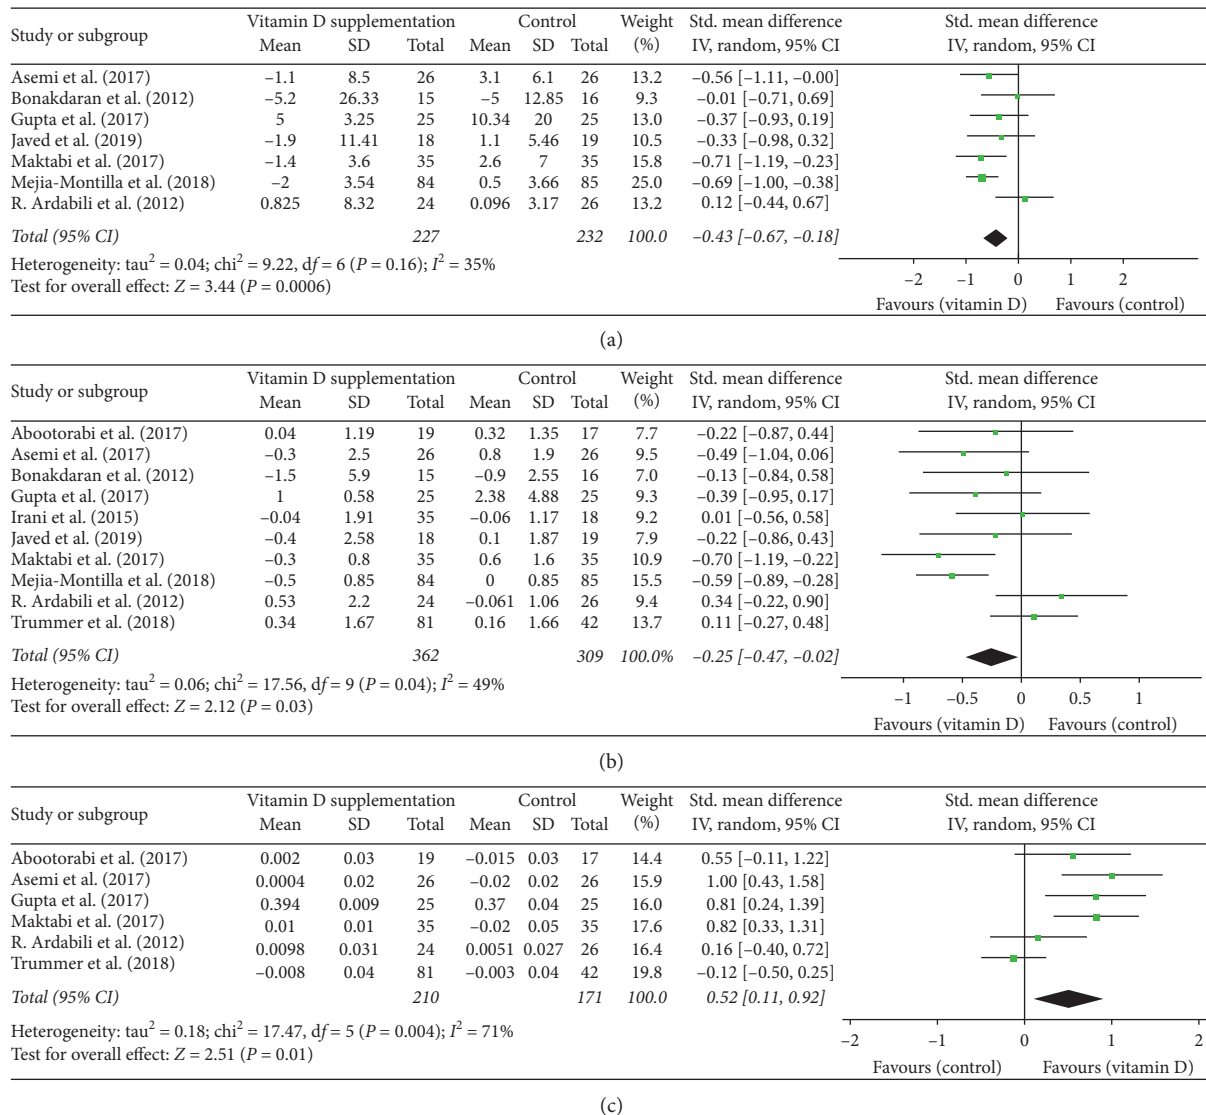 Study or subgroup Vitamin D supplementation Control Weight Std. mean difference Std. mean difference
Mean SD Total Mean SD Total (%) IV, random, 95% CI IV, random, 95% CI
Asemi et al. (2017) –1.1 8.5 26 3.1 6.1 26 13.2 –0.56 [–1.11, –0.00]
Bonakdaran et al. (2012) –5.2 26.33 15 –5 12.85 16 9.3 –0.01 [–0.71, 0.69]
Gupta et al. (2017) 5 3.25 25 10.34 20 25 13.0 –0.37 [–0.93, 0.19]
Javed et al. (2019) –1.9 11.41 18 1.1 5.46 19 10.5 –0.33 [–0.98, 0.32]
Maktabi et al. (2017) –1.4 3.6 35 2.6 7 35 15.8 –0.71 [–1.19, –0.23]
Mejia-Montilla et al. (2018) –2 3.54 84 0.5 3.66 85 25.0 –0.69 [–1.00, –0.38]
R. Ardabili et al. (2012) 0.825 8.32 24 0.096 3.17 26 13.2 0.12 [–0.44, 0.67]
Total (95% CI) 227 232 100.0 –0.43 [–0.67, –0.18]
Heterogeneity: tau² = 0.04; chi² = 9.22, df = 6 (P = 0.16); I² = 35%
Test for overall effect: Z = 3.44 (P = 0.0006)
–2 –1 0 1 2
Favours (vitamin D) Favours (control)
(a)
Study or subgroup Vitamin D supplementation Control Weight Std. mean difference Std. mean difference
Mean SD Total Mean SD Total (%) IV, random, 95% CI IV, random, 95% CI
Abootorabi et al. (2017) 0.04 1.19 19 0.32 1.35 17 7.7 –0.22 [–0.87, 0.44]
Asemi et al. (2017) –0.3 2.5 26 0.8 1.9 26 9.5 –0.49 [–1.04, 0.06]
Bonakdaran et al. (2012) –1.5 5.9 15 –0.9 2.55 16 7.0 –0.13 [–0.84, 0.58]
Gupta et al. (2017) 1 0.58 25 2.38 4.88 25 9.3 –0.39 [–0.95, 0.17]
Irani et al. (2015) –0.04 1.91 35 –0.06 1.17 18 9.2 0.01 [–0.56, 0.58]
Javed et al. (2019) –0.4 2.58 18 0.1 1.87 19 7.9 –0.22 [–0.86, 0.43]
Maktabi et al. (2017) –0.3 0.8 35 0.6 1.6 35 10.9 –0.70 [–1.19, –0.22]
Mejia-Montilla et al. (2018) –0.5 0.85 84 0 0.85 85 15.5 –0.59 [–0.89, –0.28]
R. Ardabili et al. (2012) 0.53 2.2 24 –0.061 1.06 26 9.4 0.34 [–0.22, 0.90]
Trummer et al. (2018) 0.34 1.67 81 0.16 1.66 42 13.7 0.11 [–0.27, 0.48]
Total (95% CI) 362 309 100.0% –0.25 [–0.47, –0.02]
Heterogeneity: tau² = 0.06; chi² = 17.56, df = 9 (P = 0.04); I² = 49%
Test for overall effect: Z = 2.12 (P = 0.03)
–1 –0.5 0 0.5 1
Favours (vitamin D) Favours (control)
(b)
Study or subgroup Vitamin D supplementation Control Weight Std. mean difference Std. mean difference
Mean SD Total Mean SD Total (%) IV, random, 95% CI IV, random, 95% CI
Abootorabi et al. (2017) 0.002 0.03 19 –0.015 0.03 17 14.4 0.55 [–0.11, 1.22]
Asemi et al. (2017) 0.0004 0.02 26 –0.02 0.02 26 15.9 1.00 [0.43, 1.58]
Gupta et al. (2017) 0.394 0.009 25 0.37 0.04 25 16.0 0.81 [0.24, 1.39]
Maktabi et al. (2017) 0.01 0.01 35 –0.02 0.05 35 17.6 0.82 [0.33, 1.31]
R. Ardabili et al. (2012) 0.0098 0.031 24 0.0051 0.027 26 16.4 0.16 [–0.40, 0.72]
Trummer et al. (2018) –0.008 0.04 81 –0.003 0.04 42 19.8 –0.12 [–0.50, 0.25]
Total (95% CI) 210 171 100.0 0.52 [0.11, 0.92]
Heterogeneity: tau² = 0.18; chi² = 17.47, df = 5 (P = 0.004); I² = 71%
Test for overall effect: Z = 2.51 (P = 0.01)
–2 –1 0 1 2
Favours (control) Favours (vitamin D)
(c)